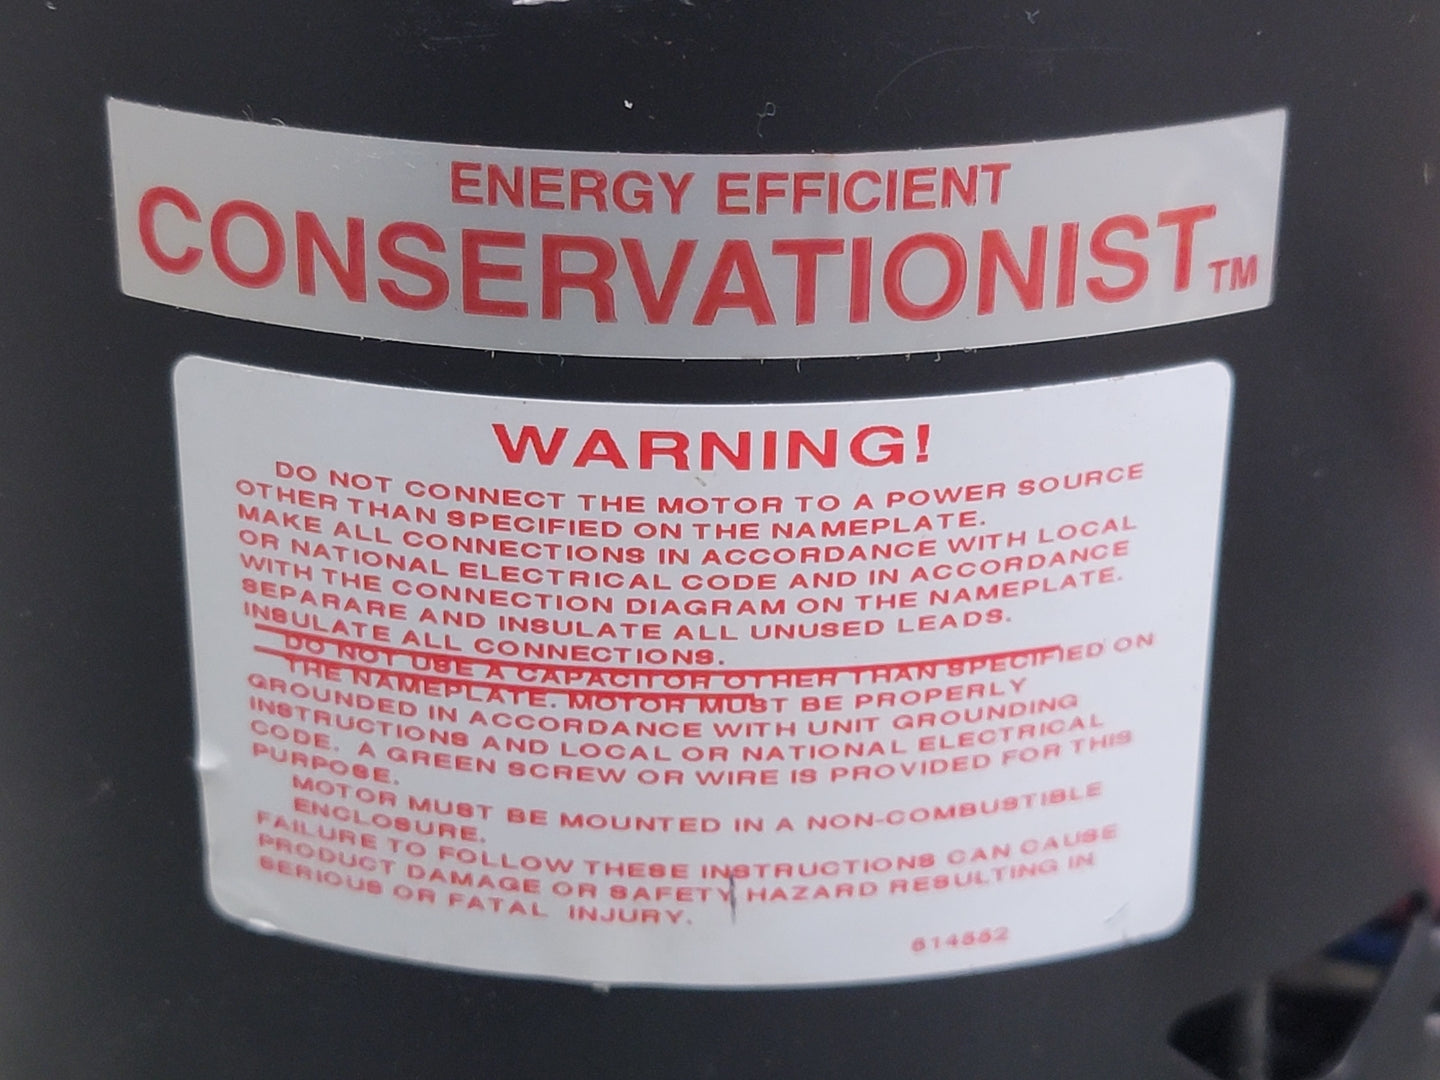 ENERGY EFFICIENT
CONSERVATIONIST TM
WARNING!
DO NOT CONNECT THE MOTOR TO A POWER SOURCE
OTHER THAN SPECIFIED ON THE NAMEPLATE.
MAKE ALL CONNECTIONS IN ACCORDANCE WITH LOCAL
OR NATIONAL ELECTRICAL CODE AND IN ACCORDANCE
WITH THE CONNECTION DIAGRAM ON THE NAMEPLATE.
SEPARARE AND INSULATE ALL UNUSED LEADS.
INSULATE ALL CONNECTIONS.
DO NOT USE A CAPACITOR OTHER THAN SPECIFIED ON
THE NAMEPLATE. MOTOR MUST BE PROPERLY
GROUNDED IN ACCORDANCE WITH UNIT GROUNDING
INSTRUCTIONS AND LOCAL OR NATIONAL ELECTRICAL
CODE. A GREEN SCREW OR WIRE IS PROVIDED FOR THIS
PURPOSE.
MOTOR MUST BE MOUNTED IN A NON-COMBUSTIBLE
ENCLOSURE.
FAILURE TO FOLLOW THESE INSTRUCTIONS CAN CAUSE
PRODUCT DAMAGE OR SAFETY HAZARD RESULTING IN
SERIOUS OR FATAL INJURY.